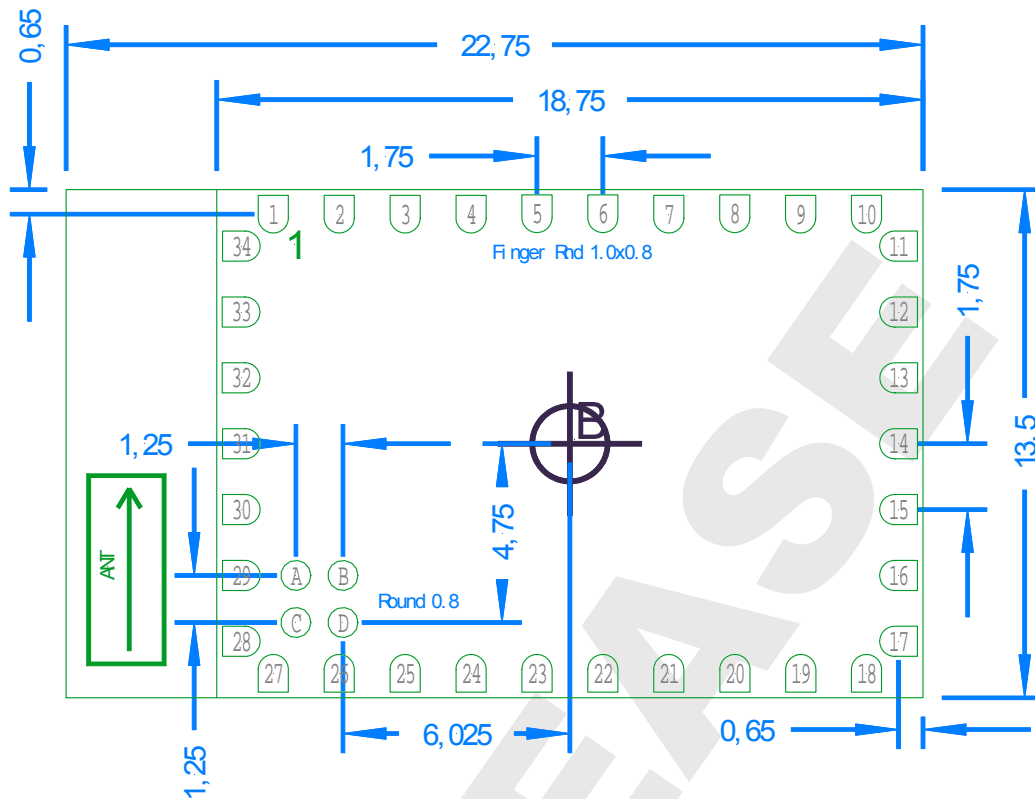 0,65
22,75
18,75
1,75
1 2 3 4 5 6 7 8 9 10
34 1 11
Finger Rnd 1.0x0.8
1,75
33 12
32 13
B
1,25 31 14
13.5
4,75
30 15
ANT
29 A B 16
Round 0.8
C D
28 17
27 26 25 24 23 22 21 20 19 18
6,025
0,65
1,25
EASE